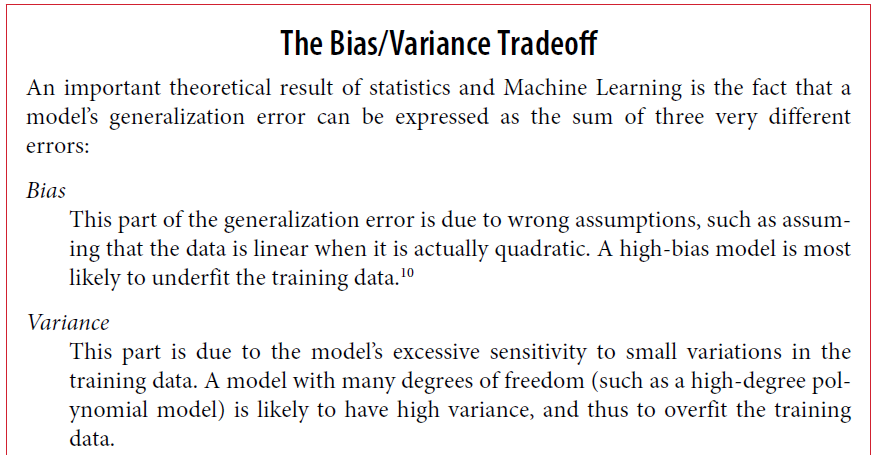 The Bias/Variance Tradeoff
An important theoretical result of statistics and Machine Learning is the fact that a
model’s generalization error can be expressed as the sum of three very different
errors:
Bias
This part of the generalization error is due to wrong assumptions, such as assum-
ing that the data is linear when it is actually quadratic. A high-bias model is most
likely to underfit the training data.¹⁰
Variance
This part is due to the model’s excessive sensitivity to small variations in the
training data. A model with many degrees of freedom (such as a high-degree pol-
ynomial model) is likely to have high variance, and thus to overfit the training
data.